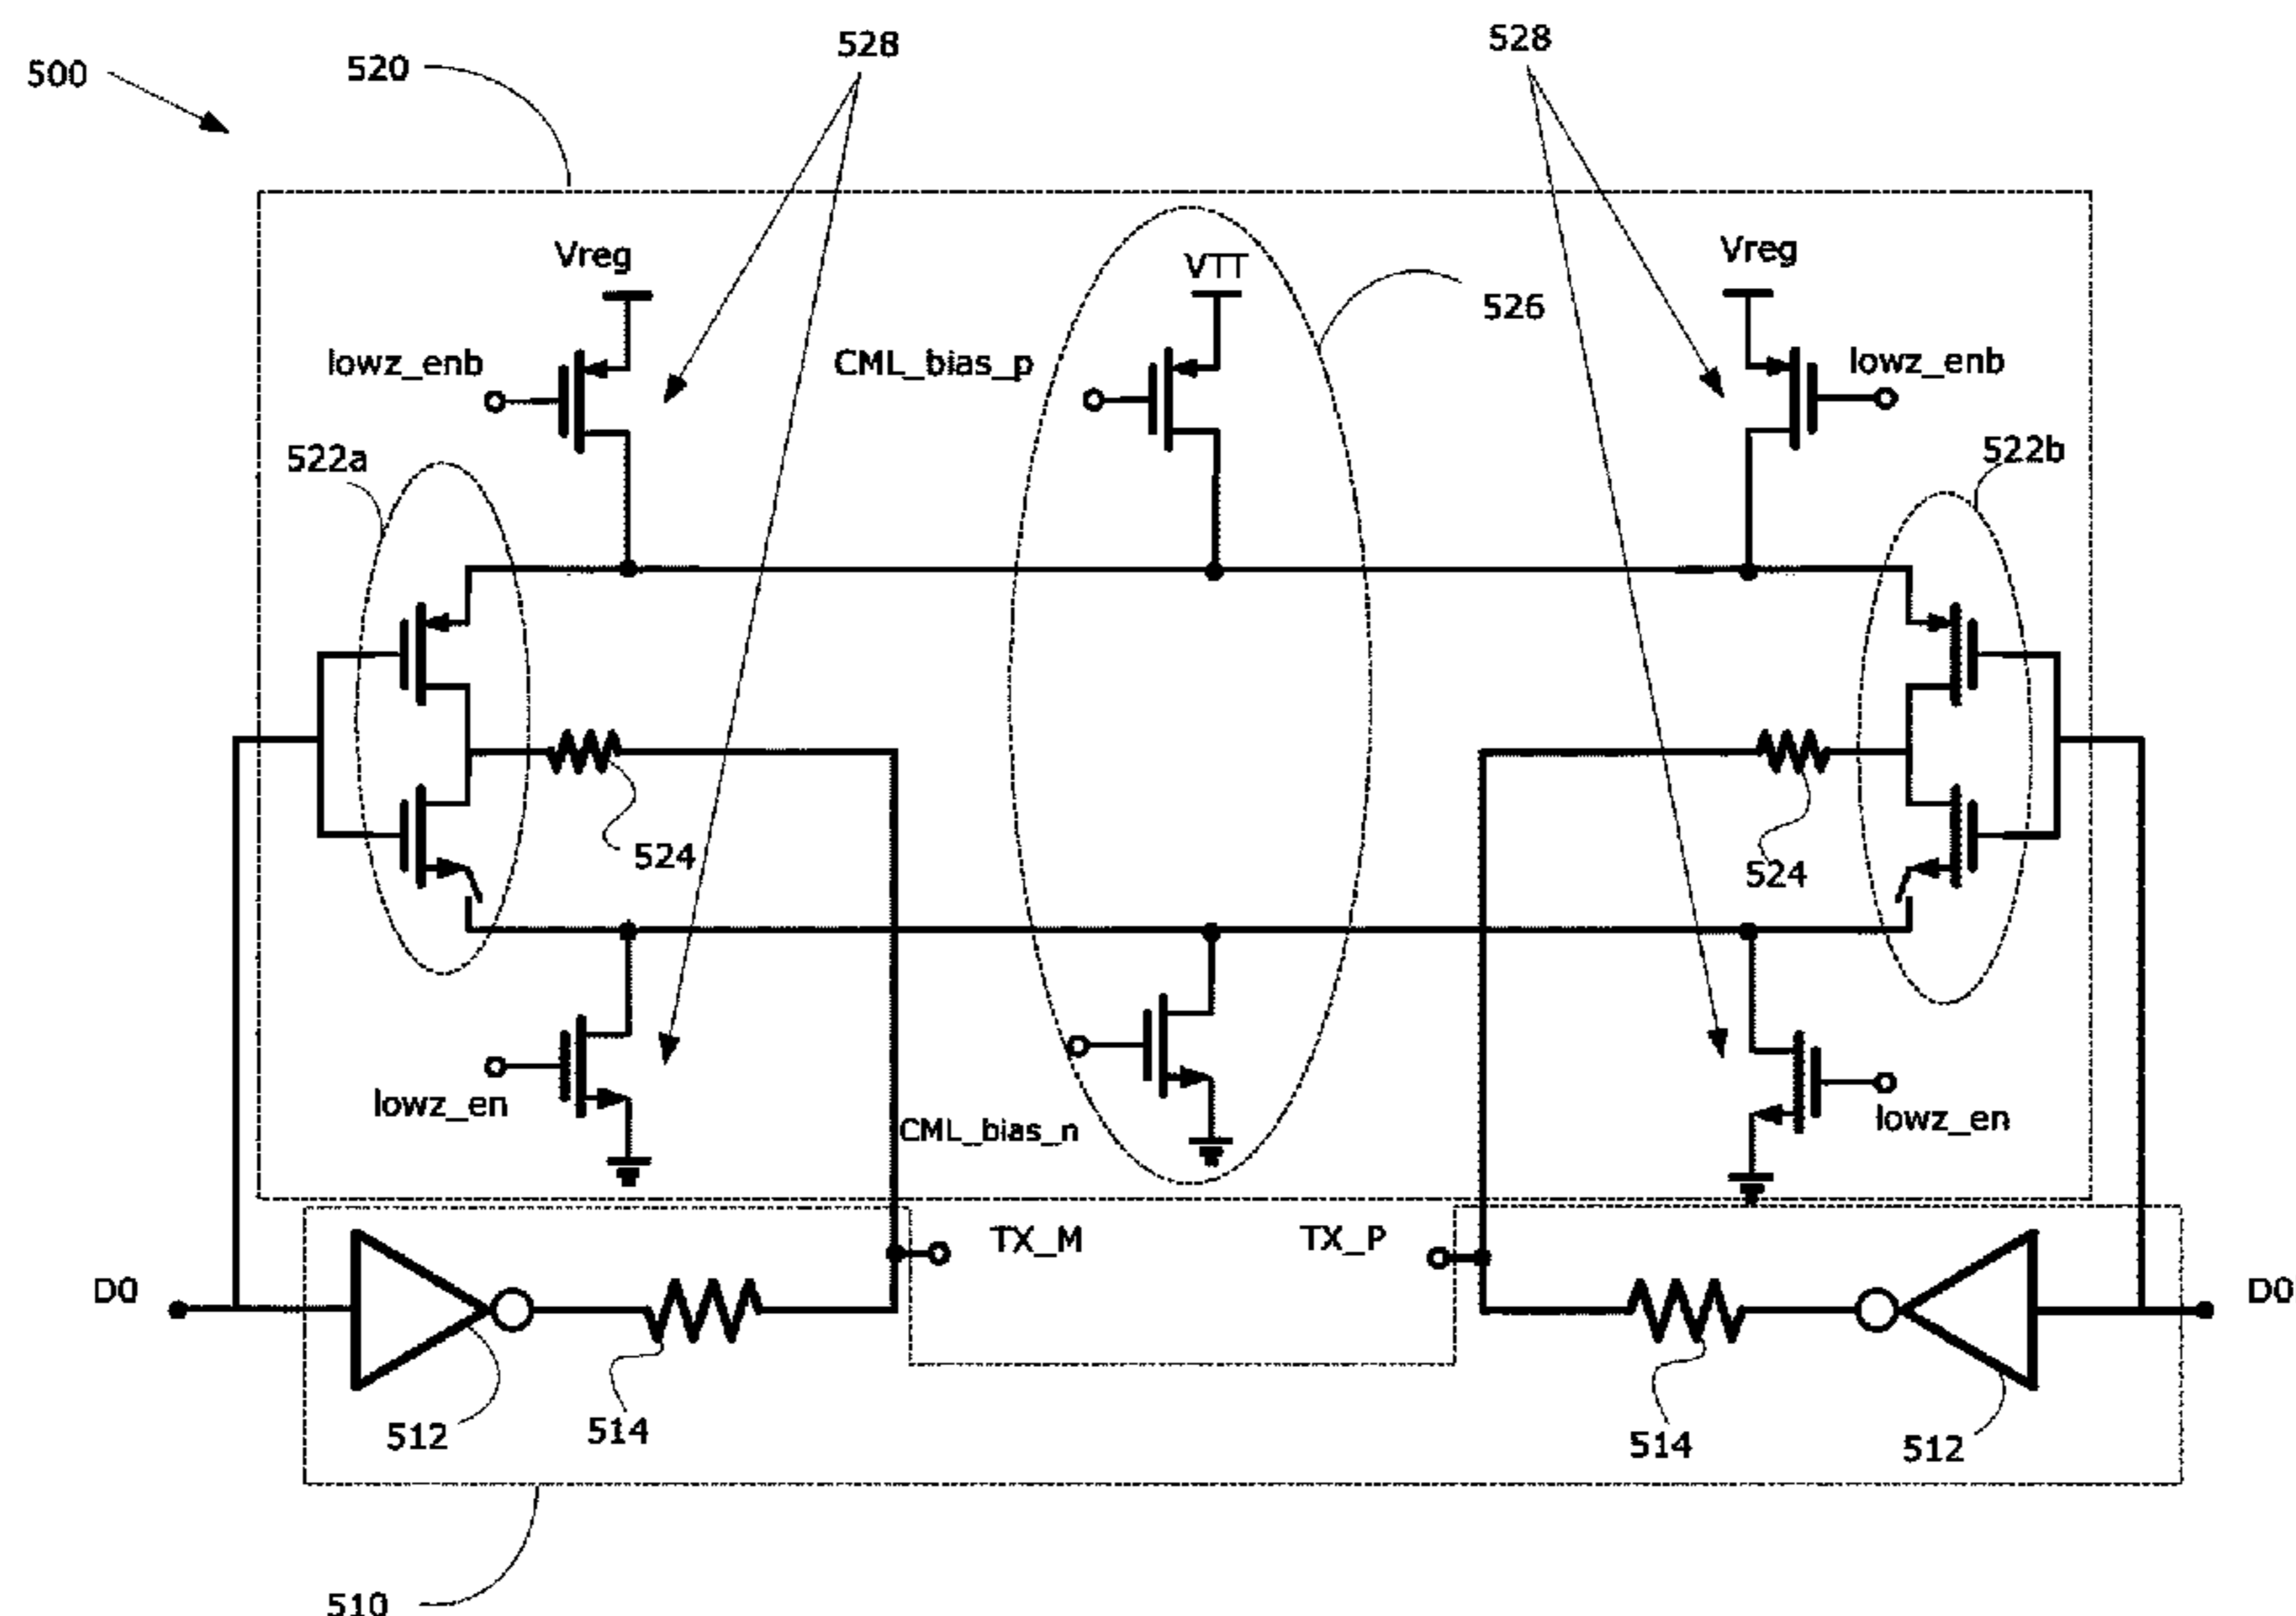 528
528
520
500
Vreg
VTT
Vreg
526
lowz_enb
CML_bias_p
lowz_enb
522a
522b
524
524
lowz_en
CML_bias_n
lowz_en
TX_M
TX_P
D0
D0
512
514
514
512
510